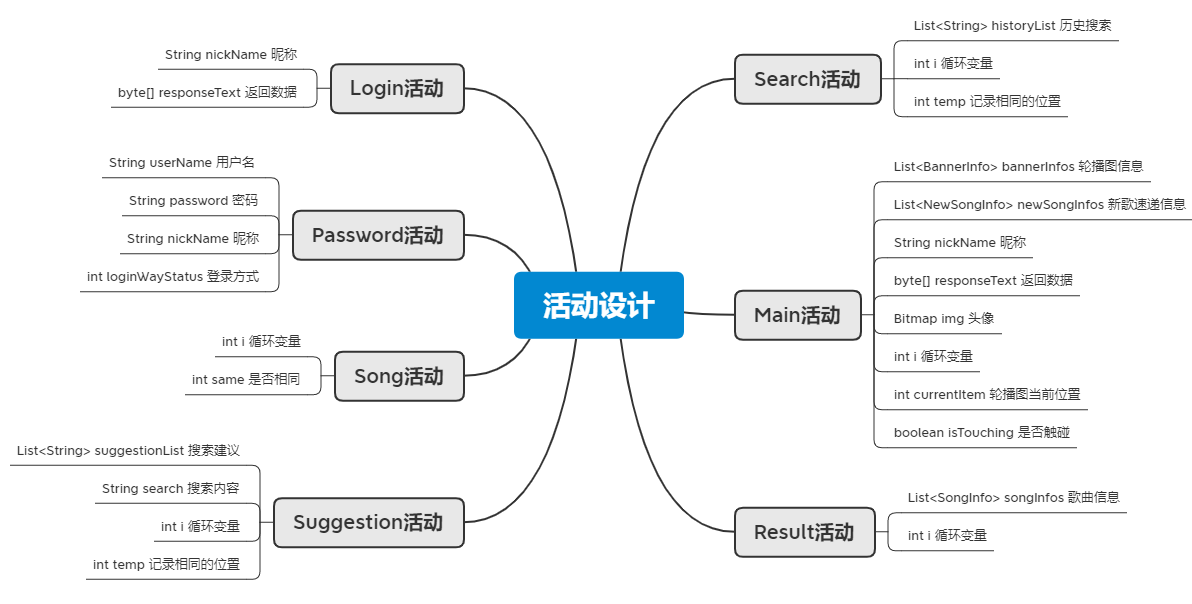 活动设计
Login活动
String nickName 昵称
byte[] responseText 返回数据
Password活动
String userName 用户名
String password 密码
String nickName 昵称
int loginWayStatus 登录方式
Song活动
int i 循环变量
int same 是否相同
Suggestion活动
List<String> suggestionList 搜索建议
String search 搜索内容
int i 循环变量
int temp 记录相同的位置
Search活动
List<String> historyList 历史搜索
int i 循环变量
int temp 记录相同的位置
Main活动
List<BannerInfo> bannerInfos 轮播图信息
List<NewSongInfo> newSongInfos 新歌速递信息
String nickName 昵称
byte[] responseText 返回数据
Bitmap img 头像
int i 循环变量
int currentItem 轮播图当前位置
boolean isTouching 是否触碰
Result活动
List<SongInfo> songInfos 歌曲信息
int i 循环变量